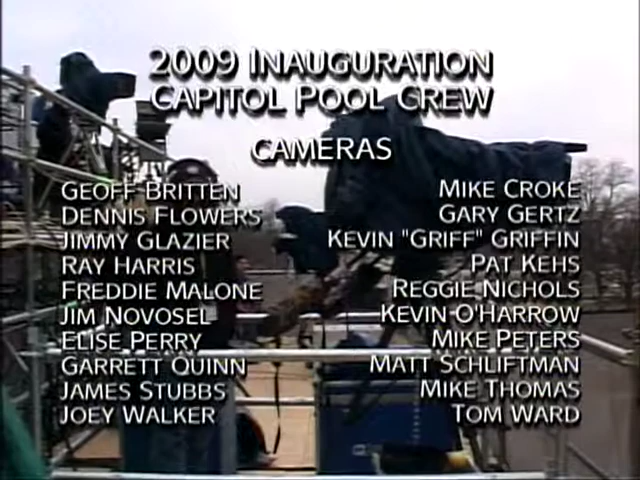 2009 INAUGURATION
CAPITOL POOL CREW
CAMERAS
GEOFF BRITTEN
DENNIS FLOWERS
JIMMY GLAZIER
RAY HARRIS
FREDDIE MALONE
JIM NOVOSEL
ELISE PERRY
GARRETT QUINN
JAMES STUBBS
JOEY WALKER
MIKE CROKE
GARY GERTZ
KEVIN "GRIFF" GRIFFIN
PAT KEHS
REGGIE NICHOLS
KEVIN O'HARROW
MIKE PETERS
MATT SCHLIFTMAN
MIKE THOMAS
TOM WARD